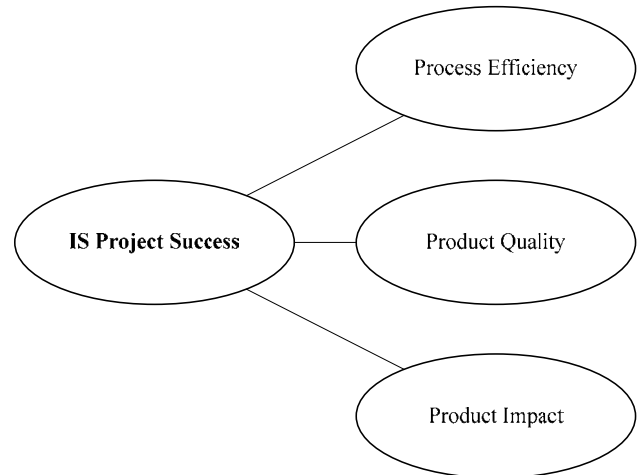 Process Efficiency
IS Project Success
Product Quality
Product Impact